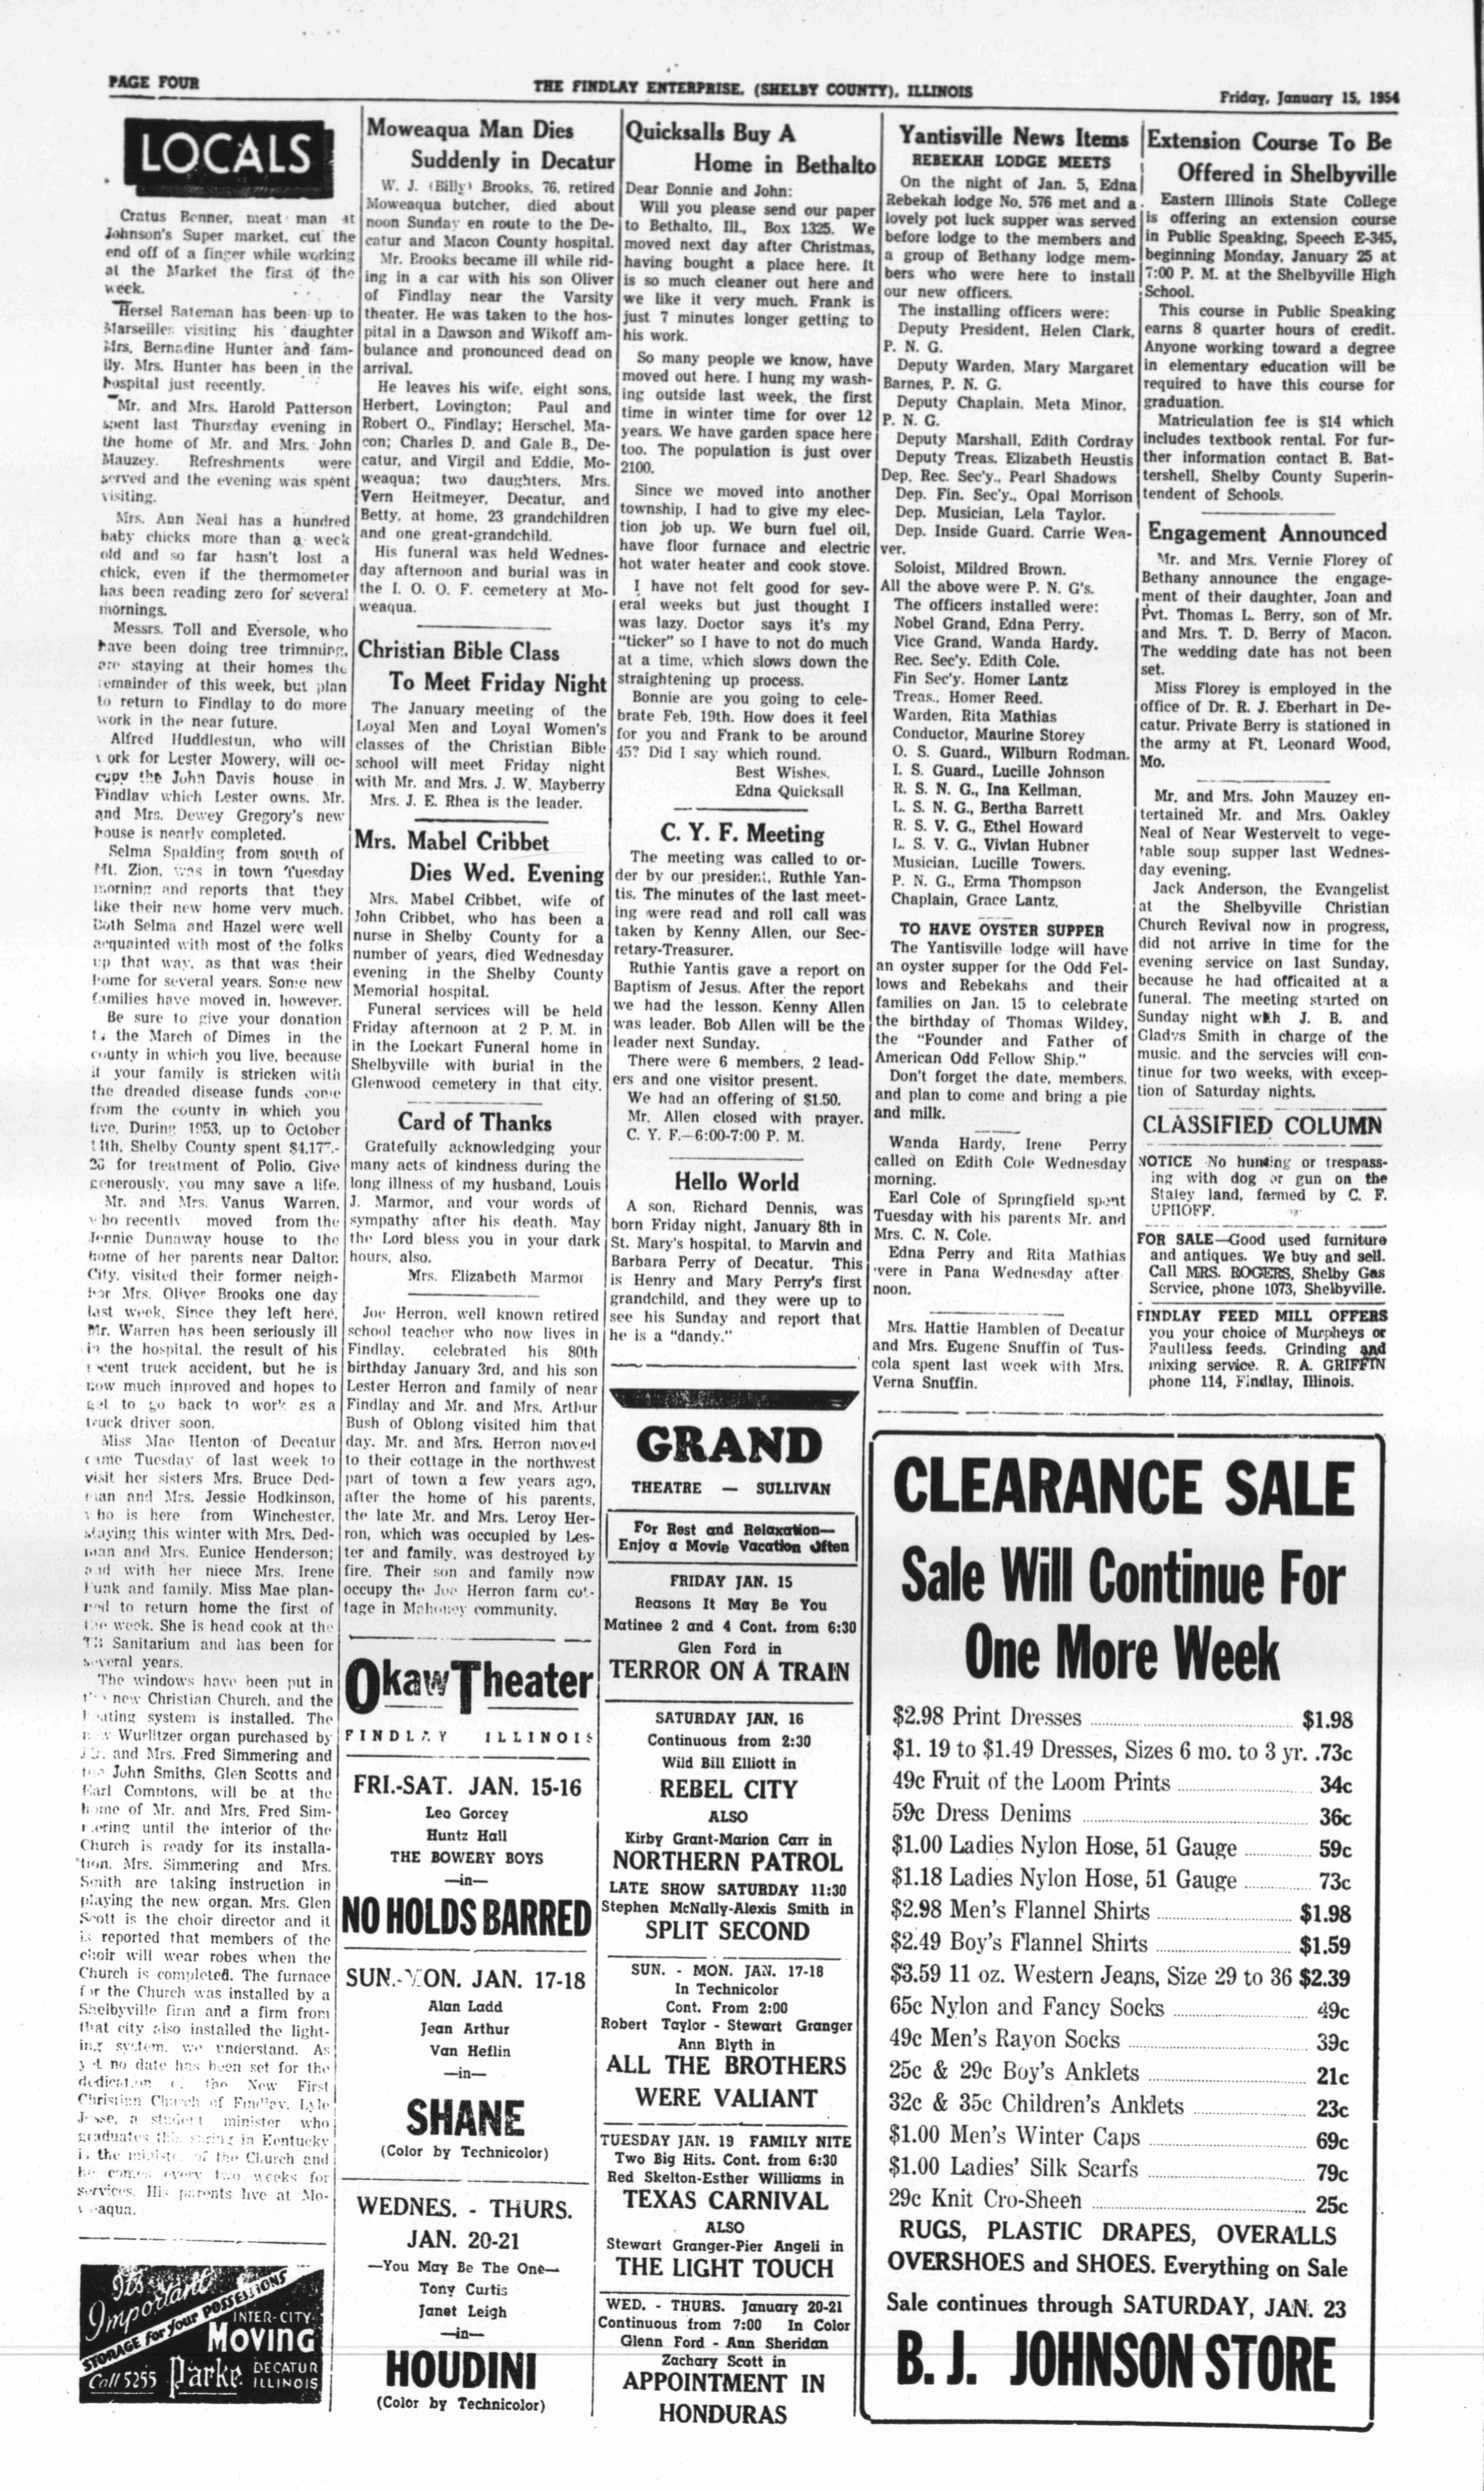 PAGE FOUR
THE FINDLAY ENTERPRISE, (SHELBY COUNTY), ILLINOIS
Friday, January 15, 1954
LOCALS
Cratus Benner, meat man at
Johnson's Super market, cut the
end off of a finger while working
at the Market the first of the
week.
Hersel Bateman has been up to
Marseilles visiting his daughter
Mrs. Bernadine Hunter and fam-
ily. Mrs. Hunter has been in the
hospital just recently.
Mr. and Mrs. Harold Patterson
spent last Thursday evening in
the home of Mr. and Mrs. John
Mauzey. Refreshments were
served and the evening was spent
visiting.
Mrs. Ann Neal has a hundred
baby chicks more than a week
old and so far hasn't lost a
chick, even if the thermometer
has been reading zero for several
mornings.
Messrs. Toll and Eversole, who
have been doing tree trimming,
are staying at their homes the
remainder of this week, but plan
to return to Findlay to do more
work in the near future.
Alfred Huddlestun, who will
work for Lester Mowery, will oc-
cupy the John Davis house in
Findlay which Lester owns. Mr.
and Mrs. Dewey Gregory's new
house is nearly completed.
Selma Spalding from south of
Mt. Zion, was in town Tuesday
morning and reports that they
like their new home very much.
Both Selma and Hazel were well
acquainted with most of the folks
up that way, as that was their
home for several years. Some new
families have moved in, however.
Be sure to give your donation
to the March of Dimes in the
county in which you live, because
if your family is stricken with
the dreaded disease funds come
from the county in which you
live. During 1953, up to October
11th, Shelby County spent $4,177.-
26 for treatment of Polio. Give
generously, you may save a life.
Mr. and Mrs. Vanus Warren,
who recently moved from the
Jennie Dunaway house to the
home of her parents near Dalton
City, visited their former neigh-
bor Mrs. Oliver Brooks one day
last week. Since they left here,
Mr. Warren has been seriously ill
in the hospital, the result of his
recent truck accident, but he is
now much inproved and hopes to
get to go back to work as a
truck driver soon.
Miss Mae Henton of Decatur
came Tuesday of last week to
visit her sisters Mrs. Bruce Ded-
man and Mrs. Jessie Hodkinson,
who is here from Winchester,
staying this winter with Mrs. Ded-
man and Mrs. Eunice Henderson;
and with her niece Mrs. Irene
Funk and family. Miss Mae plan-
ned to return home the first of
the week. She is head cook at the
TB Sanitarium and has been for
several years.
The windows have been put in
the new Christian Church, and the
heating system is installed. The
new Wurlitzer organ purchased by
Mr. and Mrs. Fred Simmering and
the John Smiths, Glen Scotts and
Earl Comptons, will be at the
home of Mr. and Mrs. Fred Sim-
mering until the interior of the
Church is ready for its installa-
tion. Mrs. Simmering and Mrs.
Smith are taking instruction in
playing the new organ. Mrs. Glen
Scott is the choir director and it
is reported that members of the
choir will wear robes when the
Church is completed. The furnace
for the Church was installed by a
Shelbyville firm and a firm from
that city also installed the light-
ing system, we understand. As
yet no date has been set for the
dedication of the New First
Christian Church of Findlay. Lyle
Jesse, a student minister who
graduates this spring in Kentucky
is the minister of the Church and
he comes every two weeks for
services. His parents live at Mo-
weaqua.
It's Important
STORAGE for your POSSESSIONS
INTER-CITY
MOVING
Call 5255 Parke DECATUR
ILLINOIS
Moweaqua Man Dies
Suddenly in Decatur
W. J. (Billy) Brooks, 76, retired
Moweaqua butcher, died about
noon Sunday en route to the De-
catur and Macon County hospital.
Mr. Brooks became ill while rid-
ing in a car with his son Oliver
of Findlay near the Varsity
theater. He was taken to the hos-
pital in a Dawson and Wikoff am-
bulance and pronounced dead on
arrival.
He leaves his wife, eight sons,
Herbert, Lovington; Paul and
Robert O., Findlay; Herschel, Ma-
con; Charles D. and Gale B., De-
catur, and Virgil and Eddie, Mo-
weaqua; two daughters, Mrs.
Vern Heitmeyer, Decatur, and
Betty, at home, 23 grandchildren
and one great-grandchild.
His funeral was held Wednes-
day afternoon and burial was in
the I. O. O. F. cemetery at Mo-
weaqua.
Christian Bible Class
To Meet Friday Night
The January meeting of the
Loyal Men and Loyal Women's
classes of the Christian Bible
school will meet Friday night
with Mr. and Mrs. J. W. Mayberry
Mrs. J. E. Rhea is the leader.
Mrs. Mabel Cribbet
Dies Wed. Evening
Mrs. Mabel Cribbet, wife of
John Cribbet, who has been a
nurse in Shelby County for a
number of years, died Wednesday
evening in the Shelby County
Memorial hospital.
Funeral services will be held
Friday afternoon at 2 P. M. in
in the Lockart Funeral home in
Shelbyville with burial in the
Glenwood cemetery in that city.
Card of Thanks
Gratefully acknowledging your
many acts of kindness during the
long illness of my husband, Louis
J. Marmor, and your words of
sympathy after his death. May
the Lord bless you in your dark
hours, also.
Mrs. Elizabeth Marmor
Joe Herron, well known retired
school teacher who now lives in
Findlay, celebrated his 80th
birthday January 3rd, and his son
Lester Herron and family of near
Findlay and Mr. and Mrs. Arthur
Bush of Oblong visited him that
day. Mr. and Mrs. Herron moved
to their cottage in the northwest
part of town a few years ago,
after the home of his parents,
the late Mr. and Mrs. Leroy Her-
ron, which was occupied by Les-
ter and family, was destroyed by
fire. Their son and family now
occupy the Joe Herron farm cot-
tage in Mahoney community.
Okaw Theater
FINDLAY ILLINOIS
FRI.-SAT. JAN. 15-16
Leo Gorcey
Huntz Hall
THE BOWERY BOYS
—in—
NO HOLDS BARRED
SUN.-MON. JAN. 17-18
Alan Ladd
Jean Arthur
Van Heflin
—in—
SHANE
(Color by Technicolor)
WEDNES. - THURS.
JAN. 20-21
—You May Be The One—
Tony Curtis
Janet Leigh
—in—
HOUDINI
(Color by Technicolor)
Quicksalls Buy A
Home in Bethalto
Dear Bonnie and John:
Will you please send our paper
to Bethalto, Ill., Box 1325. We
moved next day after Christmas,
having bought a place here. It
is so much cleaner out here and
we like it very much. Frank is
just 7 minutes longer getting to
his work.
So many people we know, have
moved out here. I hung my wash-
ing outside last week, the first
time in winter time for over 12
years. We have garden space here
too. The population is just over
2100.
Since we moved into another
township, I had to give my elec-
tion job up. We burn fuel oil,
have floor furnace and electric
hot water heater and cook stove.
I have not felt good for sev-
eral weeks but just thought I
was lazy. Doctor says it's my
"ticker" so I have to not do much
at a time, which slows down the
straightening up process.
Bonnie are you going to cele-
brate Feb. 19th. How does it feel
for you and Frank to be around
45? Did I say which round.
Best Wishes,
Edna Quicksall
C. Y. F. Meeting
The meeting was called to or-
der by our president, Ruthie Yan-
tis. The minutes of the last meet-
ing were read and roll call was
taken by Kenny Allen, our Sec-
retary-Treasurer.
Ruthie Yantis gave a report on
Baptism of Jesus. After the report
we had the lesson. Kenny Allen
was leader. Bob Allen will be the
leader next Sunday.
There were 6 members, 2 lead-
ers and one visitor present.
We had an offering of $1.50.
Mr. Allen closed with prayer.
C. Y. F.—6:00-7:00 P. M.
Hello World
A son, Richard Dennis, was
born Friday night, January 8th in
St. Mary's hospital, to Marvin and
Barbara Perry of Decatur. This
is Henry and Mary Perry's first
grandchild, and they were up to
see his Sunday and report that
he is a "dandy."
GRAND
THEATRE — SULLIVAN
For Rest and Relaxation—
Enjoy a Movie Vacation Often
FRIDAY JAN. 15
Reasons It May Be You
Matinee 2 and 4 Cont. from 6:30
Glen Ford in
TERROR ON A TRAIN
SATURDAY JAN. 16
Continuous from 2:30
Wild Bill Elliott in
REBEL CITY
ALSO
Kirby Grant-Marion Carr in
NORTHERN PATROL
LATE SHOW SATURDAY 11:30
Stephen McNally-Alexis Smith in
SPLIT SECOND
SUN. - MON. JAN. 17-18
In Technicolor
Cont. From 2:00
Robert Taylor - Stewart Granger
Ann Blyth in
ALL THE BROTHERS
WERE VALIANT
TUESDAY JAN. 19 FAMILY NITE
Two Big Hits. Cont. from 6:30
Red Skelton-Esther Williams in
TEXAS CARNIVAL
ALSO
Stewart Granger-Pier Angeli in
THE LIGHT TOUCH
WED. - THURS. January 20-21
Continuous from 7:00 In Color
Glenn Ford - Ann Sheridan
Zachary Scott in
APPOINTMENT IN
HONDURAS
Yantisville News Items
REBEKAH LODGE MEETS
On the night of Jan. 5, Edna
Rebekah lodge No. 576 met and a
lovely pot luck supper was served
before lodge to the members and
a group of Bethany lodge mem-
bers who were here to install
our new officers.
The installing officers were:
Deputy President, Helen Clark,
P. N. G.
Deputy Warden, Mary Margaret
Barnes, P. N. G.
Deputy Chaplain, Meta Minor,
P. N. G.
Deputy Marshall, Edith Cordray
Deputy Treas. Elizabeth Heustis
Dep. Rec. Sec'y., Pearl Shadows
Dep. Fin. Sec'y., Opal Morrison
Dep. Musician, Lela Taylor.
Dep. Inside Guard. Carrie Wea-
ver.
Soloist, Mildred Brown.
All the above were P. N. G's.
The officers installed were:
Nobel Grand, Edna Perry.
Vice Grand, Wanda Hardy.
Rec. Sec'y. Edith Cole.
Fin Sec'y. Homer Lantz
Treas., Homer Reed.
Warden, Rita Mathias
Conductor, Maurine Storey
O. S. Guard., Wilburn Rodman.
I. S. Guard., Lucille Johnson
R. S. N. G., Ina Kellman,
L. S. N. G., Bertha Barrett
R. S. V. G., Ethel Howard
L. S. V. G., Vivian Hubner
Musician, Lucille Towers.
P. N. G., Erma Thompson
Chaplain, Grace Lantz.
TO HAVE OYSTER SUPPER
The Yantisville lodge will have
an oyster supper for the Odd Fel-
lows and Rebekahs and their
families on Jan. 15 to celebrate
the birthday of Thomas Wildey,
the "Founder and Father of
American Odd Fellow Ship."
Don't forget the date, members,
and plan to come and bring a pie
and milk.
Wanda Hardy, Irene Perry
called on Edith Cole Wednesday
morning.
Earl Cole of Springfield spent
Tuesday with his parents Mr. and
Mrs. C. N. Cole.
Edna Perry and Rita Mathias
were in Pana Wednesday after
noon.
Mrs. Hattie Hamblen of Decatur
and Mrs. Eugene Snuffin of Tus-
cola spent last week with Mrs.
Verna Snuffin.
Extension Course To Be
Offered in Shelbyville
Eastern Illinois State College
is offering an extension course
in Public Speaking, Speech E-345,
beginning Monday, January 25 at
7:00 P. M. at the Shelbyville High
School.
This course in Public Speaking
earns 8 quarter hours of credit.
Anyone working toward a degree
in elementary education will be
required to have this course for
graduation.
Matriculation fee is $14 which
includes textbook rental. For fur-
ther information contact B. Bat-
tershell, Shelby County Superin-
tendent of Schools.
Engagement Announced
Mr. and Mrs. Vernie Florey of
Bethany announce the engage-
ment of their daughter, Joan and
Pvt. Thomas L. Berry, son of Mr.
and Mrs. T. D. Berry of Macon.
The wedding date has not been
set.
Miss Florey is employed in the
office of Dr. R. J. Eberhart in De-
catur. Private Berry is stationed in
the army at Ft. Leonard Wood,
Mo.
Mr. and Mrs. John Mauzey en-
tertained Mr. and Mrs. Oakley
Neal of Near Westervelt to vege-
table soup supper last Wednes-
day evening.
Jack Anderson, the Evangelist
at the Shelbyville Christian
Church Revival now in progress,
did not arrive in time for the
evening service on last Sunday,
because he had officaited at a
funeral. The meeting started on
Sunday night with J. B. and
Gladys Smith in charge of the
music, and the servcies will con-
tinue for two weeks, with excep-
tion of Saturday nights.
CLASSIFIED COLUMN
NOTICE No hunting or trespass-
ing with dog or gun on the
Staley land, farmed by C. F.
UPHOFF.
FOR SALE—Good used furniture
and antiques. We buy and sell.
Call MRS. ROGERS, Shelby Gas
Service, phone 1073, Shelbyville.
FINDLAY FEED MILL OFFERS
you your choice of Murpheys or
Faultless feeds. Grinding and
mixing service. R. A. GRIFFIN
phone 114, Findlay, Illinois.
CLEARANCE SALE
Sale Will Continue For
One More Week
$2.98 Print Dresses $1.98
$1. 19 to $1.49 Dresses, Sizes 6 mo. to 3 yr. .73c
49c Fruit of the Loom Prints 34c
59c Dress Denims 36c
$1.00 Ladies Nylon Hose, 51 Gauge 59c
$1.18 Ladies Nylon Hose, 51 Gauge 73c
$2.98 Men's Flannel Shirts $1.98
$2.49 Boy's Flannel Shirts $1.59
$3.59 11 oz. Western Jeans, Size 29 to 36 $2.39
65c Nylon and Fancy Socks 49c
49c Men's Rayon Socks 39c
25c & 29c Boy's Anklets 21c
32c & 35c Children's Anklets 23c
$1.00 Men's Winter Caps 69c
$1.00 Ladies' Silk Scarfs 79c
29c Knit Cro-Sheen 25c
RUGS, PLASTIC DRAPES, OVERALLS
OVERSHOES and SHOES. Everything on Sale
Sale continues through SATURDAY, JAN. 23
B. J. JOHNSON STORE